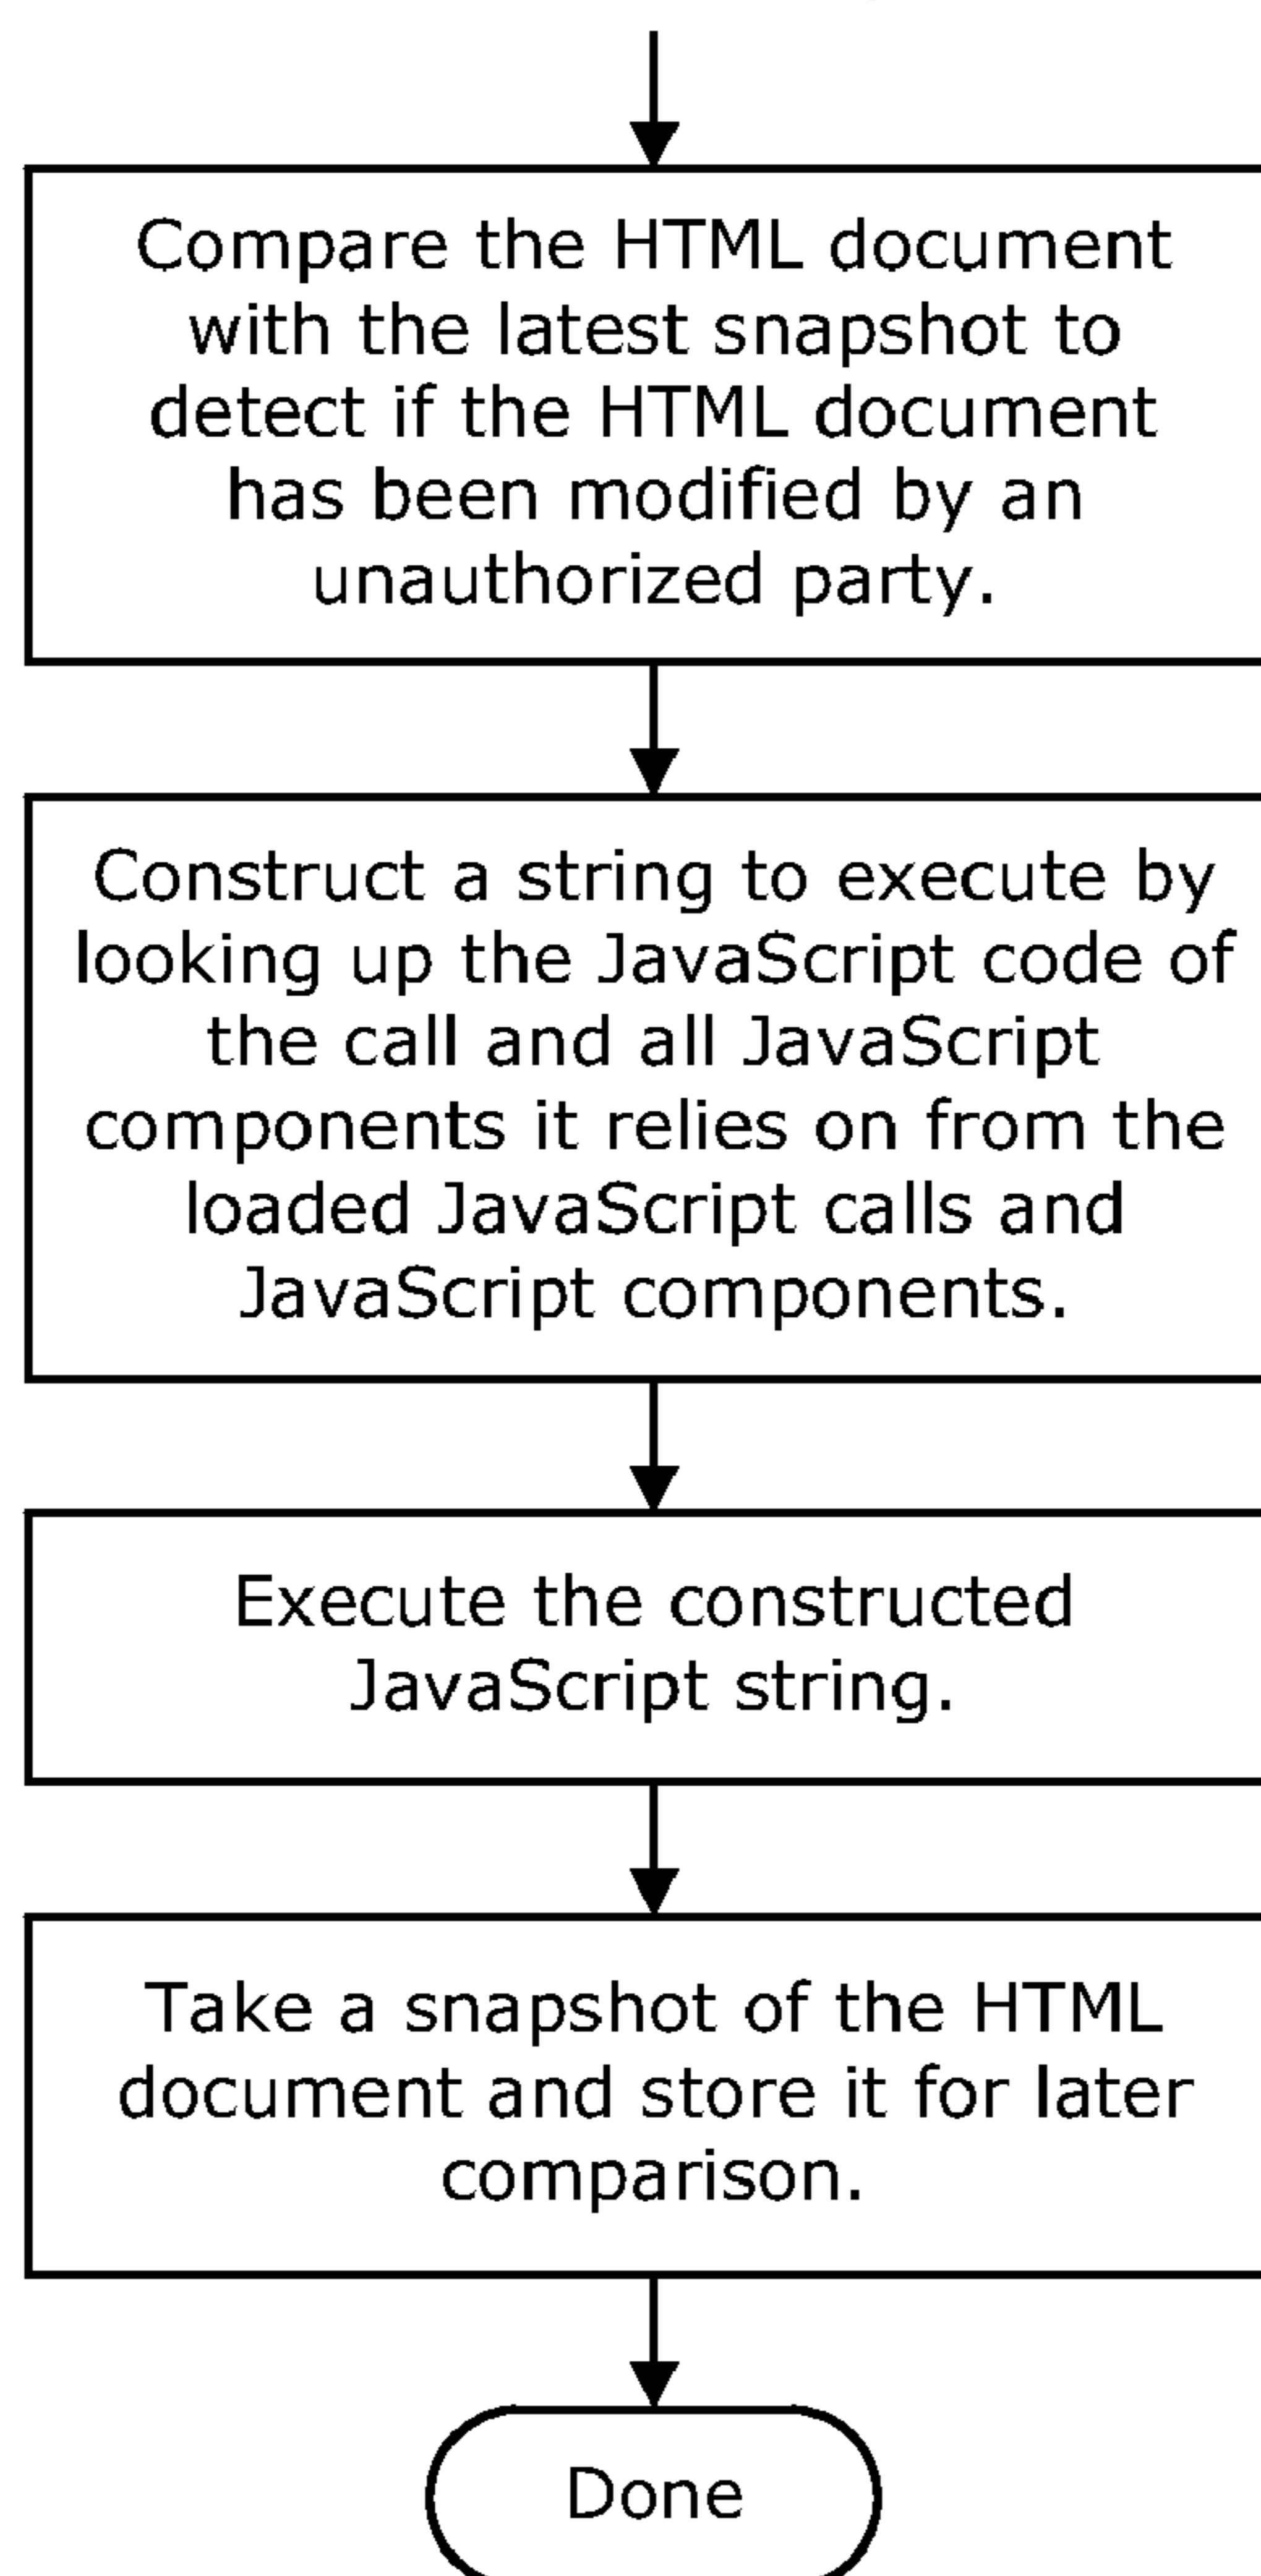 Compare the HTML document
with the latest snapshot to
detect if the HTML document
has been modified by an
unauthorized party.
Construct a string to execute by
looking up the JavaScript code of
the call and all JavaScript
components it relies on from the
loaded JavaScript calls and
JavaScript components.
Execute the constructed
JavaScript string.
Take a snapshot of the HTML
document and store it for later
comparison.
Done